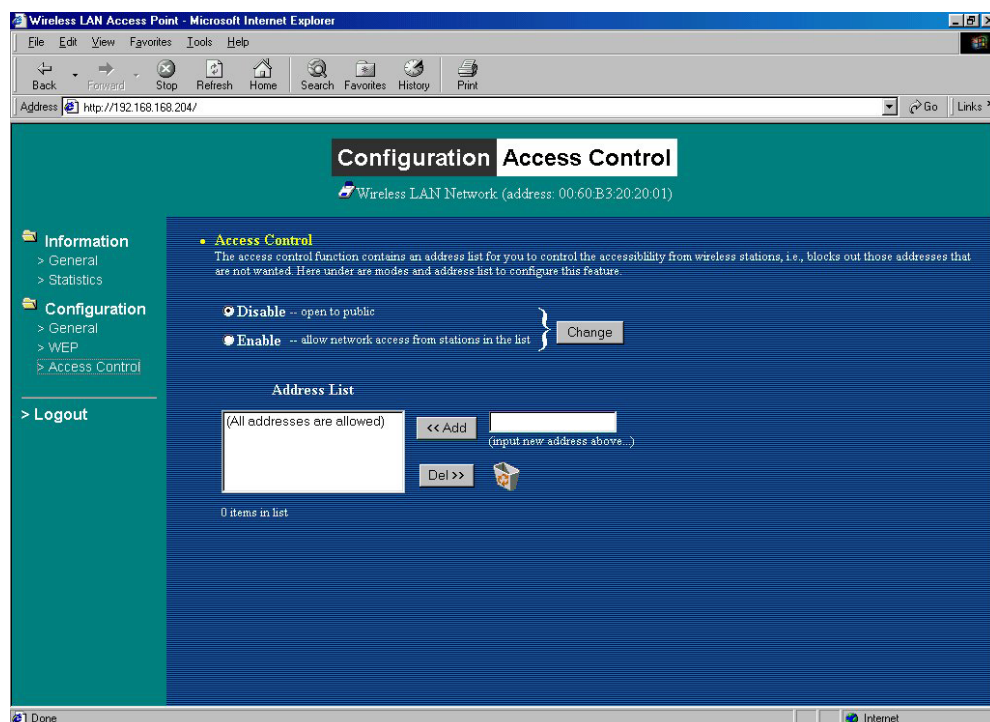 Wireless LAN Access Point - Microsoft Internet Explorer
File Edit View Favorites Tools Help
Back Forward Stop Refresh Home Search Favorites History Print
Address http://192.168.168.204/ Go Links
Configuration Access Control
Wireless LAN Network (address: 00:60:B3:20:20:01)
Information
> General
> Statistics
Configuration
> General
> WEP
> Access Control
> Logout
Access Control
The access control function contains an address list for you to control the accessiblility from wireless stations, i.e., blocks out those addresses that
are not wanted. Here under are modes and address list to configure this feature.
Disable -- open to public
Enable -- allow network access from stations in the list
Change
Address List
(All addresses are allowed)
<< Add
(input new address above...)
Del >>
0 items in list
Done
Internet